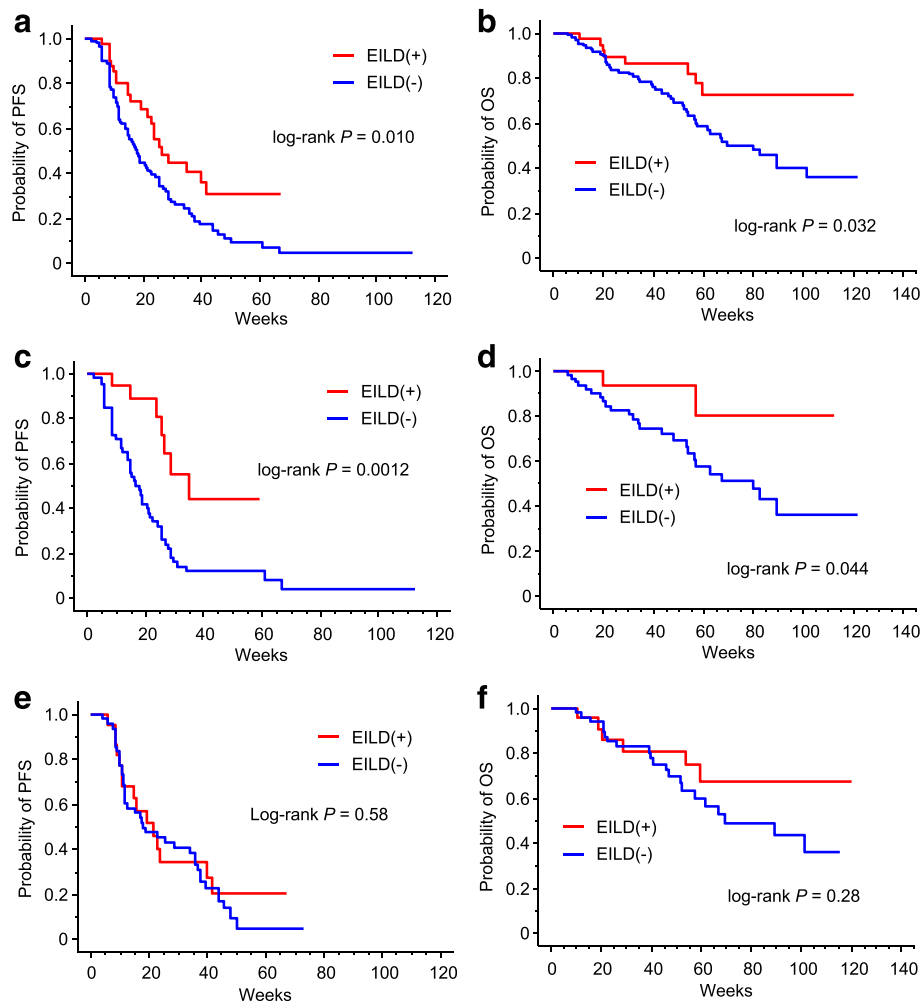 a
1.0
0.8
0.6
0.4
0.2
0
Probability of PFS
EILD(+)
EILD(-)
log-rank P = 0.010
0 20 40 60 80 100 120
Weeks
b
1.0
0.8
0.6
0.4
0.2
0
Probability of OS
EILD(+)
EILD(-)
log-rank P = 0.032
0 20 40 60 80 100 120 140
Weeks
c
1.0
0.8
0.6
0.4
0.2
0
Probability of PFS
EILD(+)
EILD(-)
log-rank P = 0.0012
0 20 40 60 80 100 120
Weeks
d
1.0
0.8
0.6
0.4
0.2
0
Probability of OS
EILD(+)
EILD(-)
log-rank P = 0.044
0 20 40 60 80 100 120 140
Weeks
e
1.0
0.8
0.6
0.4
0.2
0
Probability of PFS
EILD(+)
EILD(-)
Log-rank P = 0.58
0 20 40 60 80 100 120
Weeks
f
1.0
0.8
0.6
0.4
0.2
0
Probability of OS
EILD(+)
EILD(-)
log-rank P = 0.28
0 20 40 60 80 100 120 140
Weeks